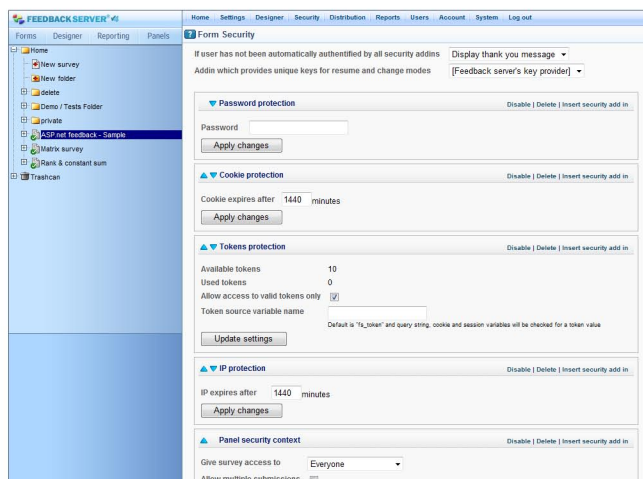 FEEDBACK SERVER
Home Settings Designer Security Distribution Reports Users Account System Log out
Forms Designer Reporting Panels
Home
New survey
New folder
delete
Demo / Tests Folder
private
ASP.net feedback - Sample
Matrix survey
Rank & constant sum
Trashcan
Form Security
If user has not been automatically authentified by all security addins Display thank you message
Addin which provides unique keys for resume and change modes [Feedback server's key provider]
Password protection Disable | Delete | Insert security add in
Password
Apply changes
Cookie protection Disable | Delete | Insert security add in
Cookie expires after 1440 minutes
Apply changes
Tokens protection Disable | Delete | Insert security add in
Available tokens 10
Used tokens 0
Allow access to valid tokens only
Token source variable name
Default is "fs_token" and query string, cookie and session variables will be checked for a token value
Update settings
IP protection Disable | Delete | Insert security add in
IP expires after 1440 minutes
Apply changes
Panel security context Disable | Delete | Insert security add in
Give survey access to Everyone
Allow multiple submissions